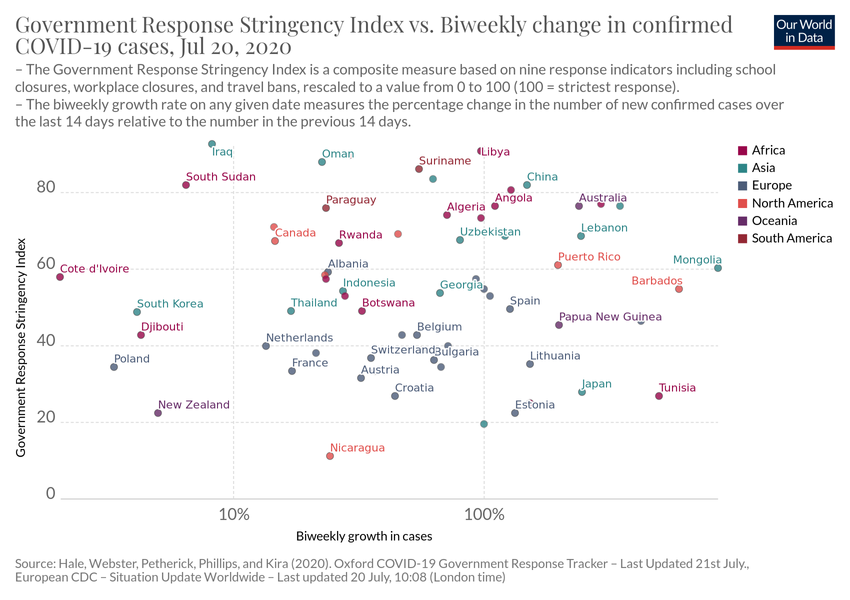 Government Response Stringency Index vs. Biweekly change in confirmed
COVID-19 cases, Jul 20, 2020
Our World
in Data
– The Government Response Stringency Index is a composite measure based on nine response indicators including school
closures, workplace closures, and travel bans, rescaled to a value from 0 to 100 (100 = strictest response).
– The biweekly growth rate on any given date measures the percentage change in the number of new confirmed cases over
the last 14 days relative to the number in the previous 14 days.
Africa
Asia
Europe
North America
Oceania
South America
Government Response Stringency Index
80
60
40
20
0
Iraq
Oman
Suriname
Libya
South Sudan
China
Paraguay
Algeria
Angola
Australia
Canada
Rwanda
Uzbekistan
Lebanon
Albania
Puerto Rico
Mongolia
Cote d'Ivoire
Indonesia
Georgia
Barbados
South Korea
Thailand
Botswana
Spain
Djibouti
Belgium
Papua New Guinea
Netherlands
Switzerland
Bulgaria
Poland
France
Austria
Lithuania
Croatia
Japan
Tunisia
New Zealand
Estonia
Nicaragua
10%
100%
Biweekly growth in cases
Source: Hale, Webster, Petherick, Phillips, and Kira (2020). Oxford COVID-19 Government Response Tracker – Last Updated 21st July.,
European CDC – Situation Update Worldwide – Last updated 20 July, 10:08 (London time)